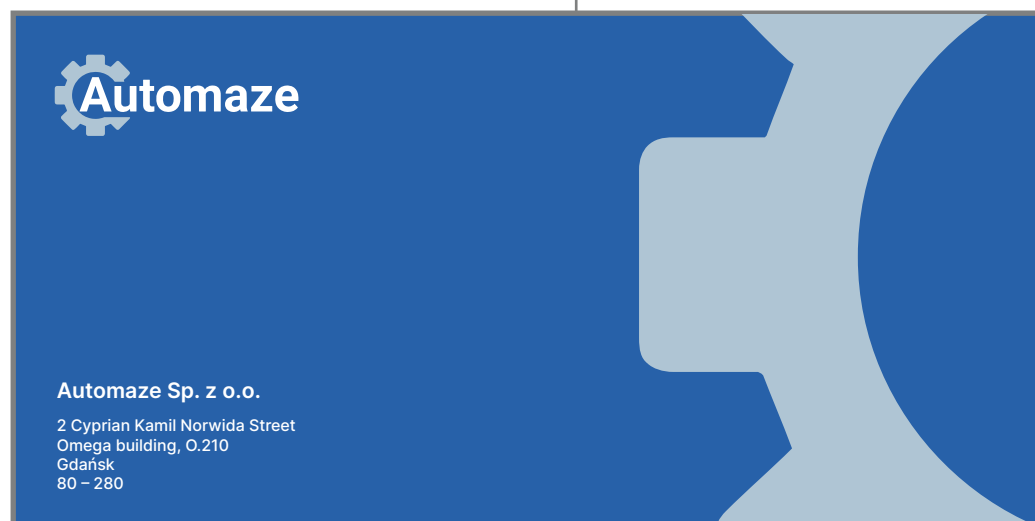 Automaze
Automaze Sp. z o.o.
2 Cyprian Kamil Norwida Street
Omega building, O.210
Gdańsk
80 – 280